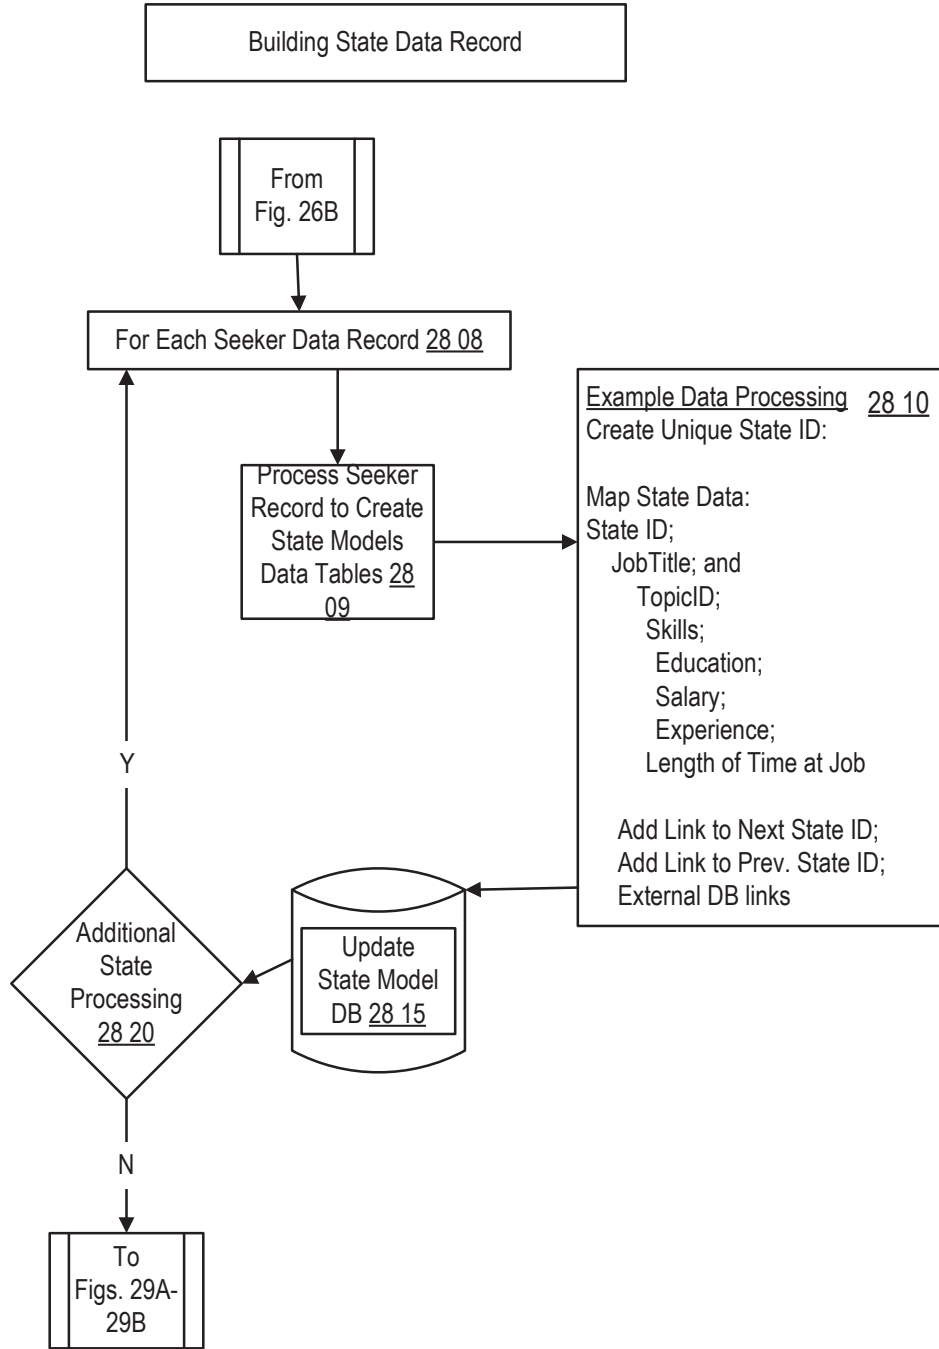 Building State Data Record
From
Fig. 26B
For Each Seeker Data Record 28 08
Process Seeker
Record to Create
State Models
Data Tables 28
09
Example Data Processing 28 10
Create Unique State ID:
Map State Data:
State ID;
JobTitle; and
TopicID;
Skills;
Education;
Salary;
Experience;
Length of Time at Job
Add Link to Next State ID;
Add Link to Prev. State ID;
External DB links
Update
State Model
DB 28 15
Additional
State
Processing
28 20
Y
N
To
Figs. 29A-
29B